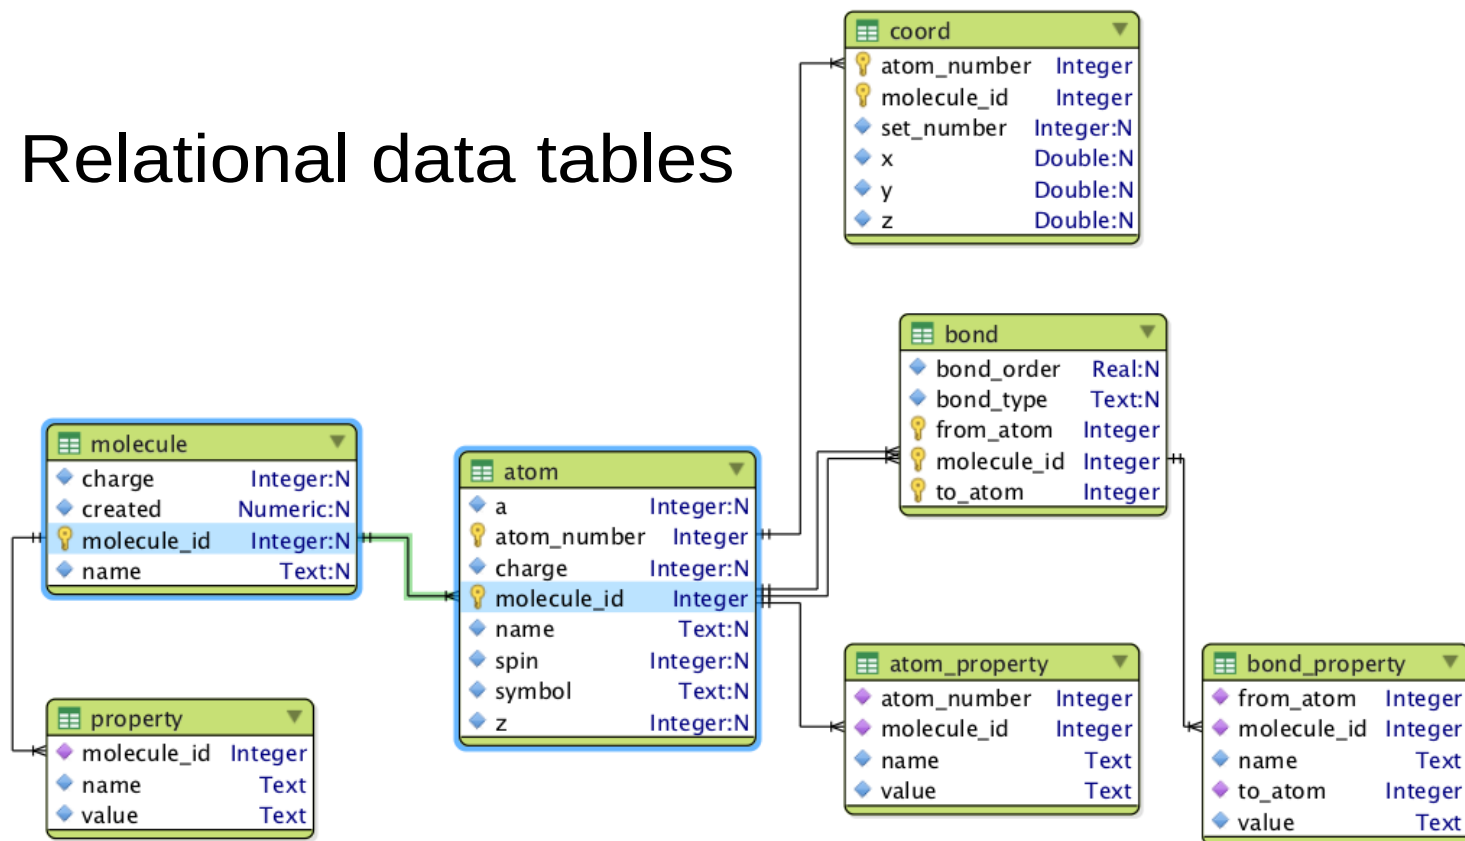 Relational data tables
coord
atom_number Integer
molecule_id Integer
set_number Integer:N
x Double:N
y Double:N
z Double:N
bond
bond_order Real:N
bond_type Text:N
from_atom Integer
molecule_id Integer
to_atom Integer
molecule
charge Integer:N
created Numeric:N
molecule_id Integer:N
name Text:N
atom
a Integer:N
atom_number Integer
charge Integer:N
molecule_id Integer
name Text:N
spin Integer:N
symbol Text:N
z Integer:N
property
molecule_id Integer
name Text
value Text
atom_property
atom_number Integer
molecule_id Integer
name Text
value Text
bond_property
from_atom Integer
molecule_id Integer
name Text
to_atom Integer
value Text